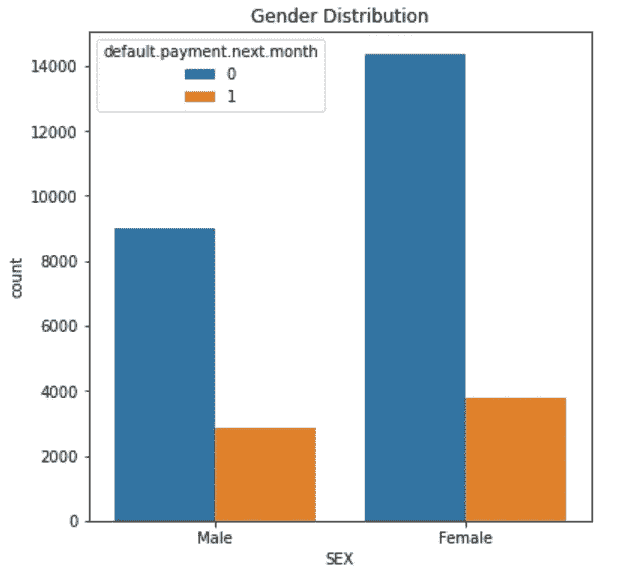 Gender Distribution
default.payment.next.month
0
1
14000
12000
10000
8000
6000
4000
2000
0
count
Male Female
SEX